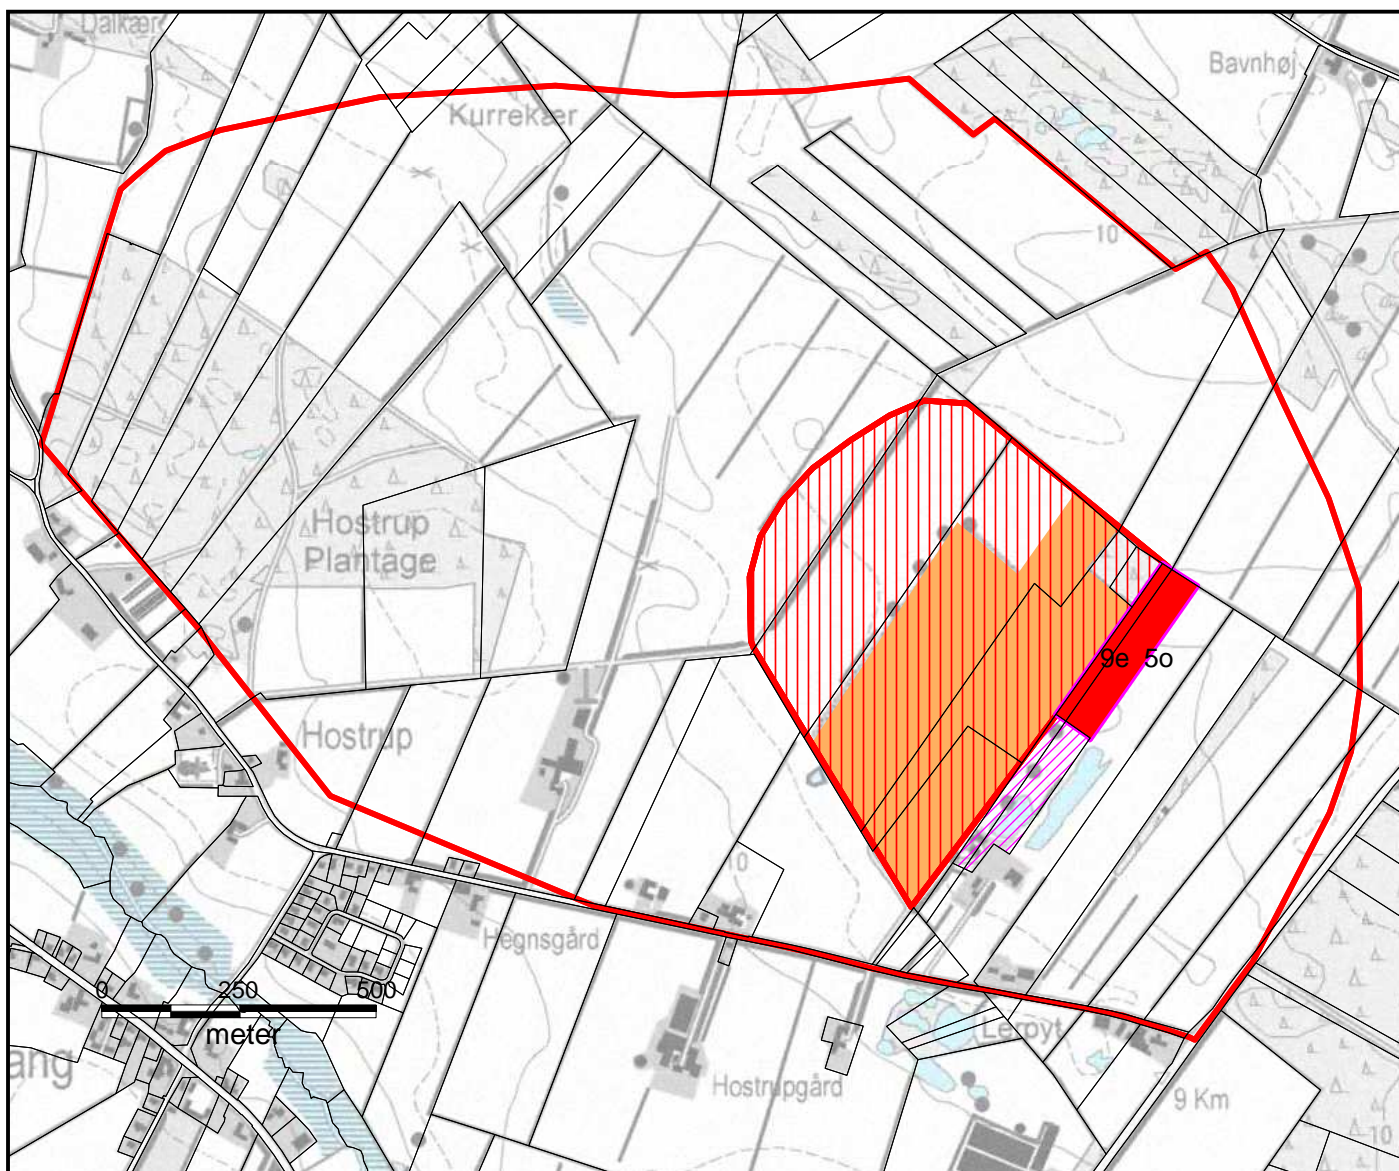 Dalkær
Bavnhøj
Kurrekær
10
Hostrup
Plantage
9e 5o
Hostrup
10
Hegnsgård
0 250 500
meter
Lerpyt
ang
Hostrupgård
9 Km
10